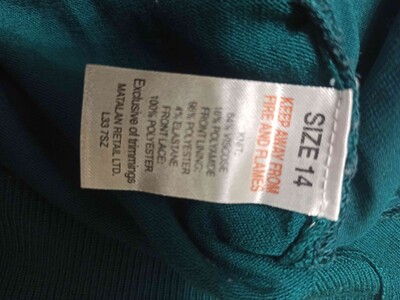 SIZE 14
KEEP AWAY FROM
FIRE AND FLAMES
KNIT:
84% VISCOSE
16% POLYAMIDE
FRONT LINING:
96% POLYESTER
4% ELASTANE
FRONT LACE:
100% POLYESTER
Exclusive of trimmings
MATALAN RETAIL LTD.
L33 7SZ